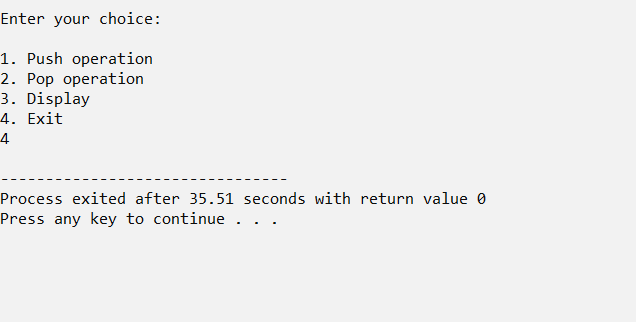 Enter your choice:
1. Push operation
2. Pop operation
3. Display
4. Exit
4
--------------------------------
Process exited after 35.51 seconds with return value 0
Press any key to continue . . .